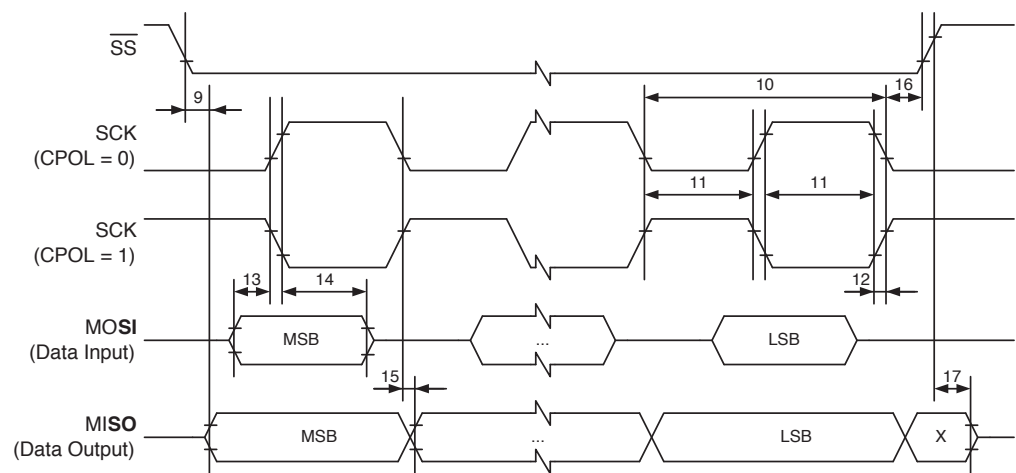 SS
9
10
16
SCK
(CPOL = 0)
11
11
SCK
(CPOL = 1)
13
14
12
MOSI
(Data Input)
MSB
...
LSB
15
17
MISO
(Data Output)
MSB
...
LSB
X